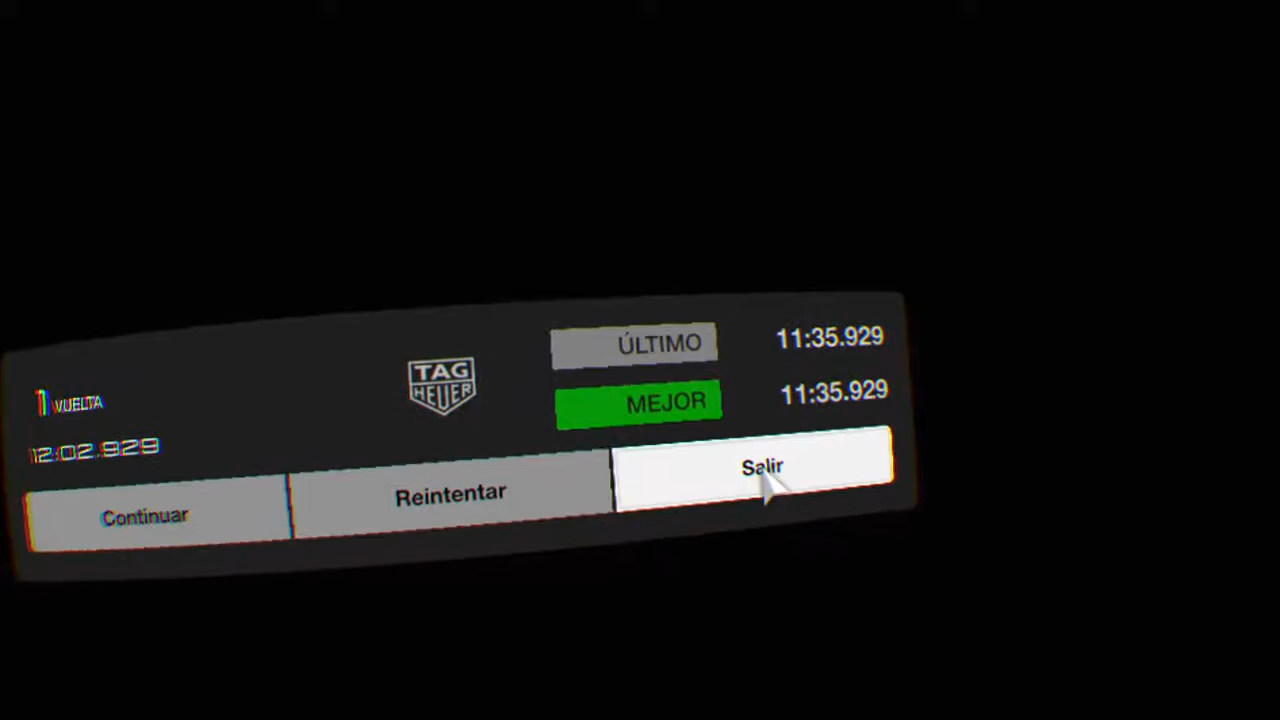 1 VUELTA
12:02.929
TAG
HEUER
ÚLTIMO 11:35.929
MEJOR 11:35.929
Continuar
Reintentar
Salir